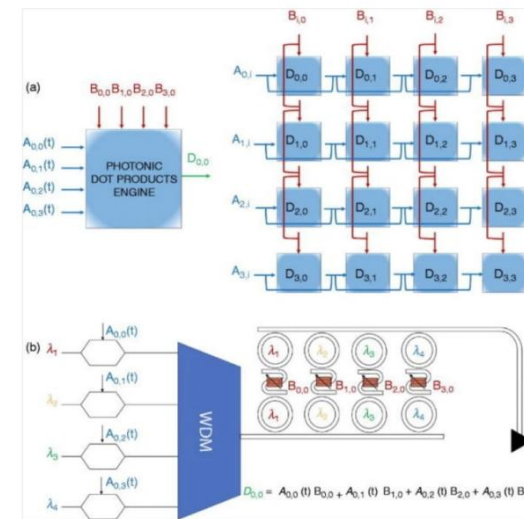 (a)
B0,0 B1,0 B2,0 B3,0
A0,0(t)
A0,1(t)
A0,2(t)
A0,3(t)
PHOTONIC
DOT PRODUCTS
ENGINE
D0,0
Bi,0 Bi,1 Bi,2 Bi,3
A0,i D0,0 D0,1 D0,2 D0,3
A1,i D1,0 D1,1 D1,2 D1,3
A2,i D2,0 D2,1 D2,2 D2,3
A3,i D3,0 D3,1 D3,2 D3,3
(b)
λ1 A0,0(t)
λ2 A0,1(t)
λ3 A0,2(t)
λ4 A0,3(t)
WDM
λ1 λ2 λ3 λ4
B0,0 B1,0 B2,0 B3,0
λ1 λ2 λ3 λ4
D0,0 = A0,0(t) B0,0 + A0,1(t) B1,0 + A0,2(t) B2,0 + A0,3(t) B